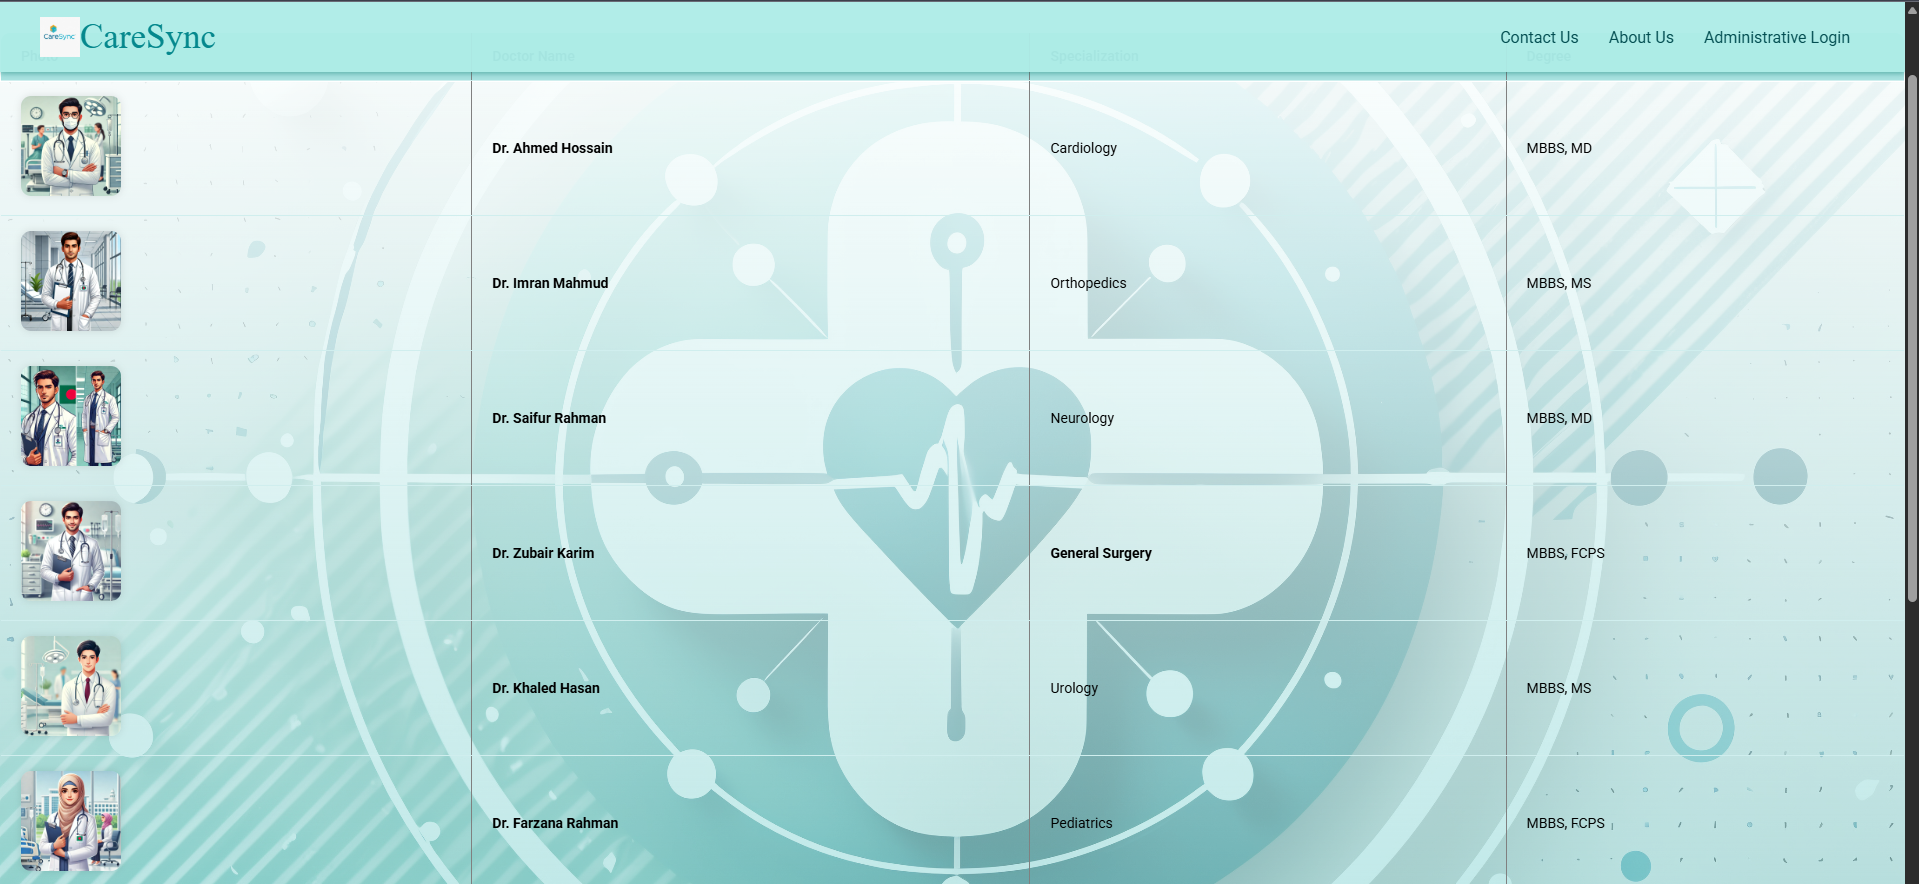 CareSync
CareSync
Contact Us
About Us
Administrative Login
Photo
Doctor Name
Specialization
Degree
Dr. Ahmed Hossain
Cardiology
MBBS, MD
Dr. Imran Mahmud
Orthopedics
MBBS, MS
Dr. Saifur Rahman
Neurology
MBBS, MD
Dr. Zubair Karim
General Surgery
MBBS, FCPS
Dr. Khaled Hasan
Urology
MBBS, MS
Dr. Farzana Rahman
Pediatrics
MBBS, FCPS